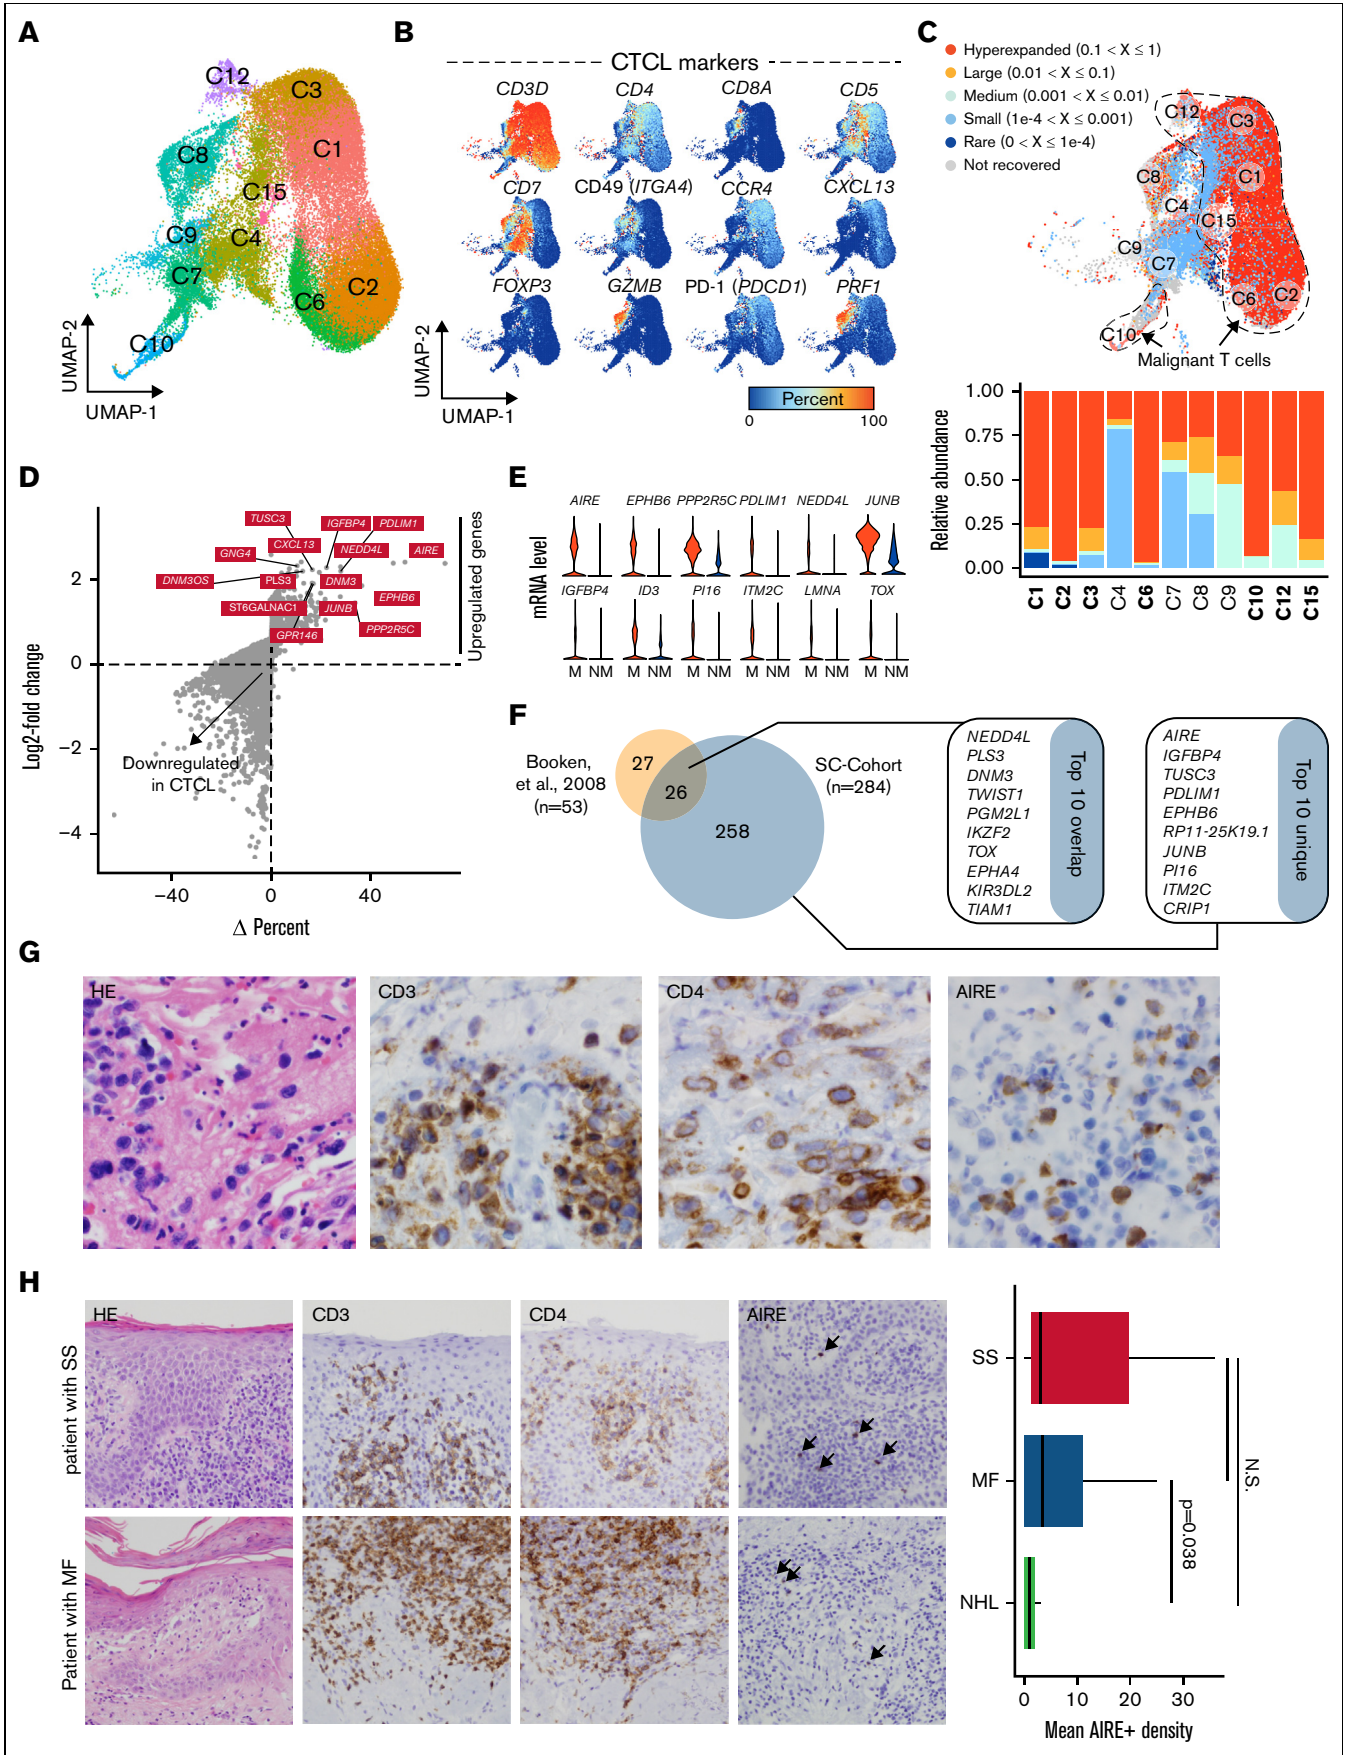 A
C12
C3
C8
C1
C15
C9
C4
C7
C6
C2
C10
UMAP-2
UMAP-1
B
CTCL markers
CD3D
CD4
CD8A
CD5
CD7
CD49 (ITGA4)
CCR4
CXCL13
FOXP3
GZMB
PD-1 (PDCD1)
PRF1
UMAP-2
UMAP-1
Percent
0
100
C
Hyperexpanded (0.1 < X ≤ 1)
Large (0.01 < X ≤ 0.1)
Medium (0.001 < X ≤ 0.01)
Small (1e-4 < X ≤ 0.001)
Rare (0 < X ≤ 1e-4)
Not recovered
C12
C3
C8
C1
C4
C15
C9
C7
C6
C2
C10
Malignant T cells
Relative abundance
1.00
0.75
0.50
0.25
0.00
C1
C2
C3
C4
C6
C7
C8
C9
C10
C12
C15
D
Log2-fold change
2
0
−2
−4
−40
0
40
Δ Percent
TUSC3
IGFBP4
PDLIM1
GNG4
CXCL13
NEDD4L
AIRE
DNM3OS
PLS3
DNM3
EPHB6
ST6GALNAC1
JUNB
GPR146
PPP2R5C
Upregulated genes
Downregulated
in CTCL
E
mRNA level
AIRE
EPHB6
PPP2R5C
PDLIM1
NEDD4L
JUNB
IGFBP4
ID3
PI16
ITM2C
LMNA
TOX
M NM
M NM
M NM
M NM
M NM
M NM
F
Booken,
et al., 2008
(n=53)
27
26
258
SC-Cohort
(n=284)
NEDD4L
PLS3
DNM3
TWIST1
PGM2L1
IKZF2
TOX
EPHA4
KIR3DL2
TIAM1
Top 10 overlap
AIRE
IGFBP4
TUSC3
PDLIM1
EPHB6
RP11-25K19.1
JUNB
PI16
ITM2C
CRIP1
Top 10 unique
G
HE
CD3
CD4
AIRE
H
patient with SS
HE
CD3
CD4
AIRE
Patient with MF
SS
MF
NHL
N.S.
p=0.038
0
10
20
30
Mean AIRE+ density